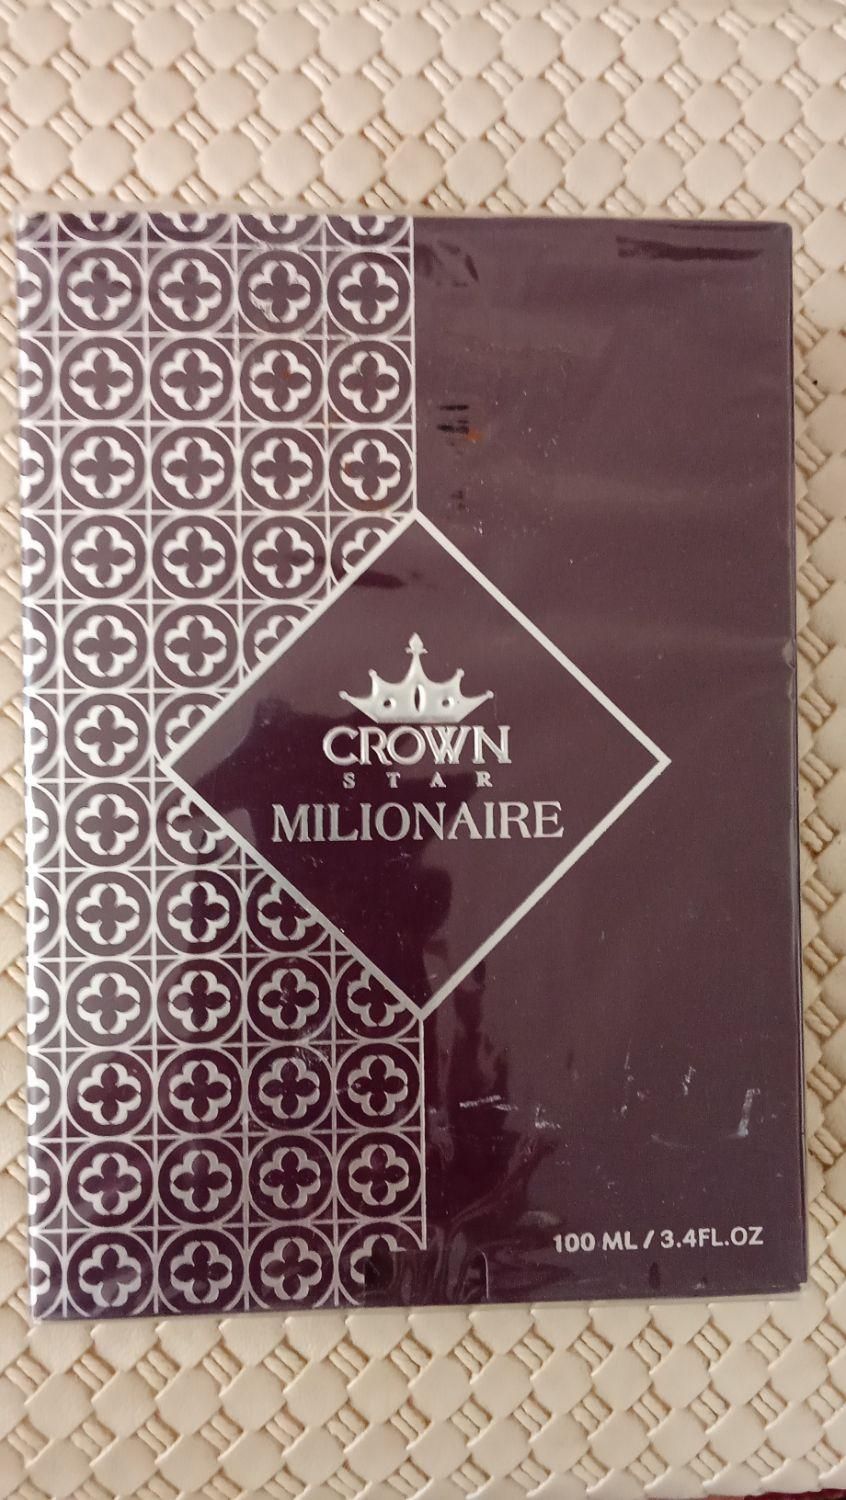 CROWN
STAR
MILIONAIRE
100 ML / 3.4FL.OZ